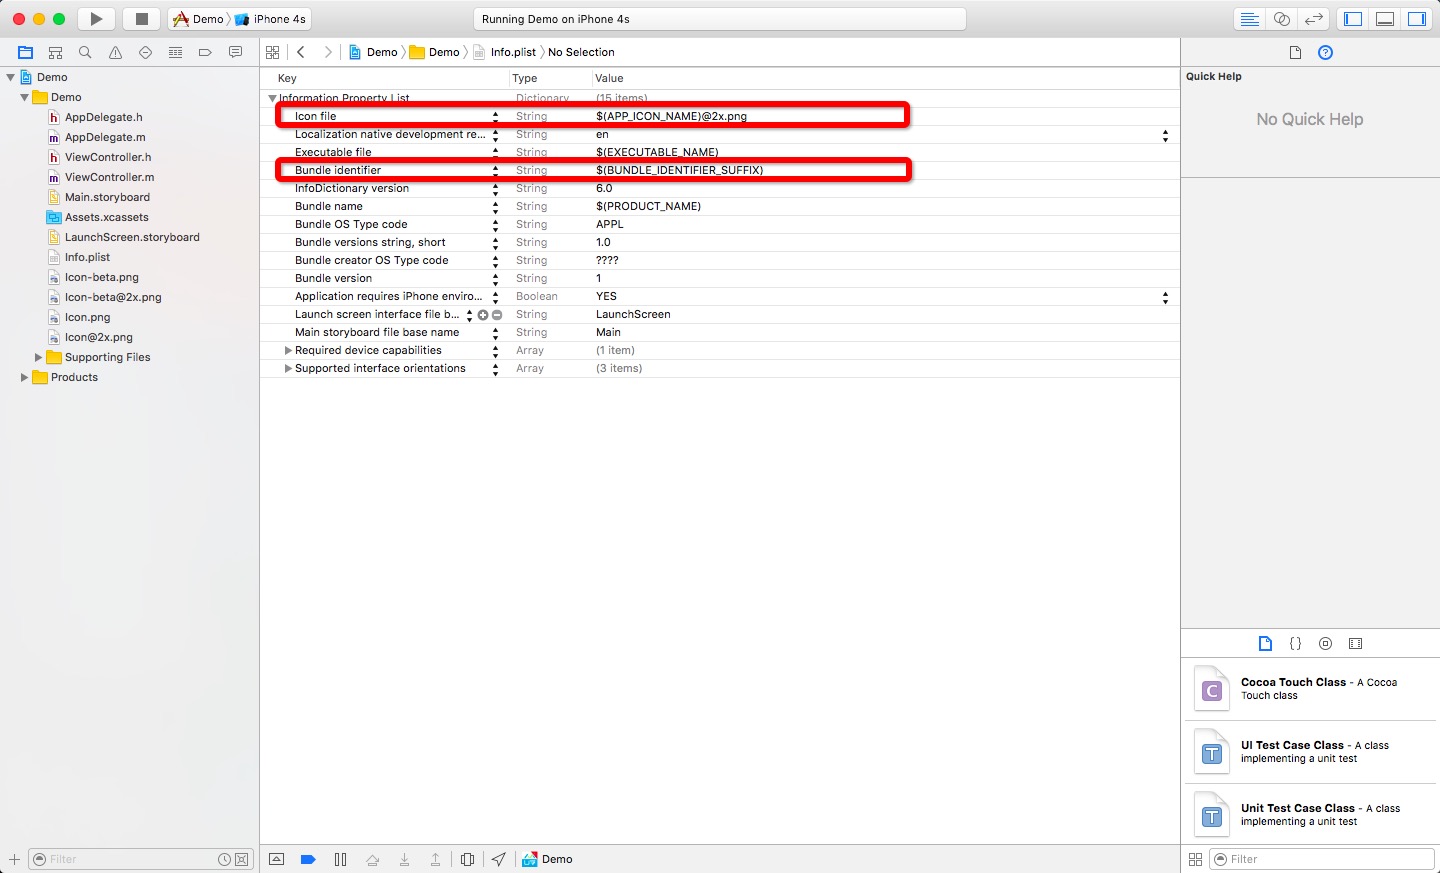 Demo
iPhone 4s
Running Demo on iPhone 4s
Demo
Demo
Info.plist
No Selection
Quick Help
No Quick Help
Demo
Demo
AppDelegate.h
AppDelegate.m
ViewController.h
ViewController.m
Main.storyboard
Assets.xcassets
LaunchScreen.storyboard
Info.plist
Icon-beta.png
Icon-beta@2x.png
Icon.png
Icon@2x.png
Supporting Files
Products
Key Type Value
Information Property List Dictionary (15 items)
Icon file String $(APP_ICON_NAME)@2x.png
Localization native development re... String en
Executable file String $(EXECUTABLE_NAME)
Bundle identifier String $(BUNDLE_IDENTIFIER_SUFFIX)
InfoDictionary version String 6.0
Bundle name String $(PRODUCT_NAME)
Bundle OS Type code String APPL
Bundle versions string, short String 1.0
Bundle creator OS Type code String ????
Bundle version String 1
Application requires iPhone enviro... Boolean YES
Launch screen interface file b... String LaunchScreen
Main storyboard file base name String Main
Required device capabilities Array (1 item)
Supported interface orientations Array (3 items)
Cocoa Touch Class - A Cocoa
Touch class
UI Test Case Class - A class
implementing a unit test
Unit Test Case Class - A class
implementing a unit test
Filter
Demo
Filter